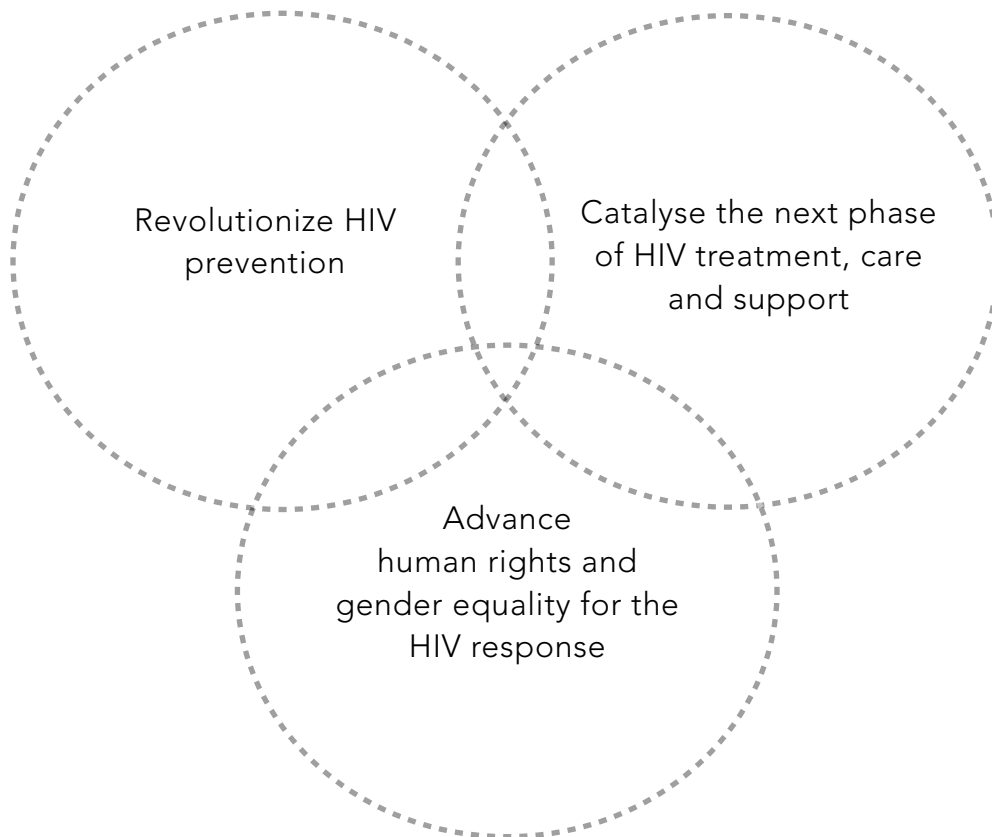 Revolutionize HIV
prevention
Catalyse the next phase
of HIV treatment, care
and support
Advance
human rights and
gender equality for the
HIV response